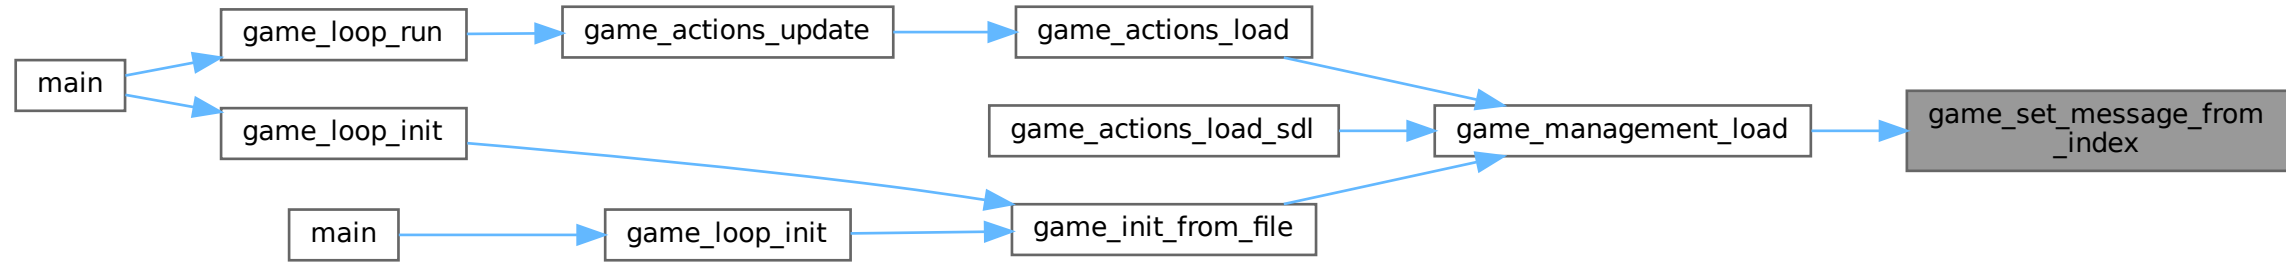 main
game_loop_run
game_actions_update
game_actions_load
game_loop_init
game_actions_load_sdl
game_management_load
game_set_message_from
_index
main
game_loop_init
game_init_from_file